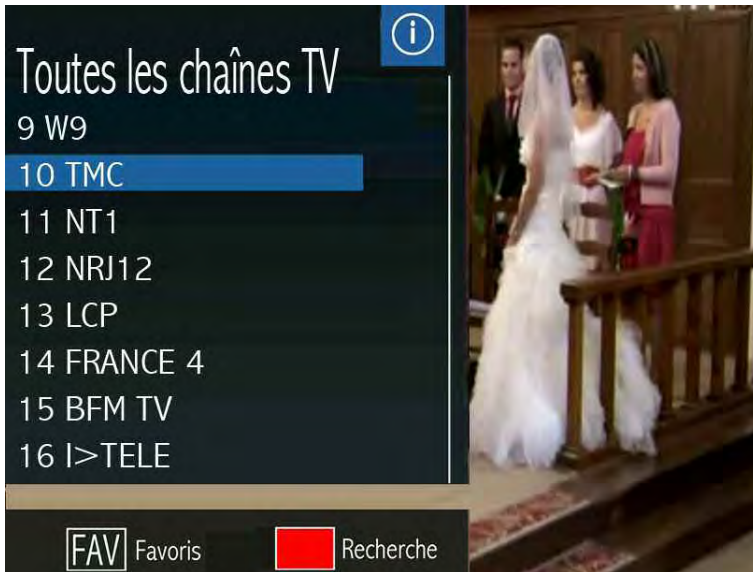 i
Toutes les chaînes TV
9 W9
10 TMC
11 NT1
12 NRJ12
13 LCP
14 FRANCE 4
15 BFM TV
16 I>TELE
FAV Favoris Recherche